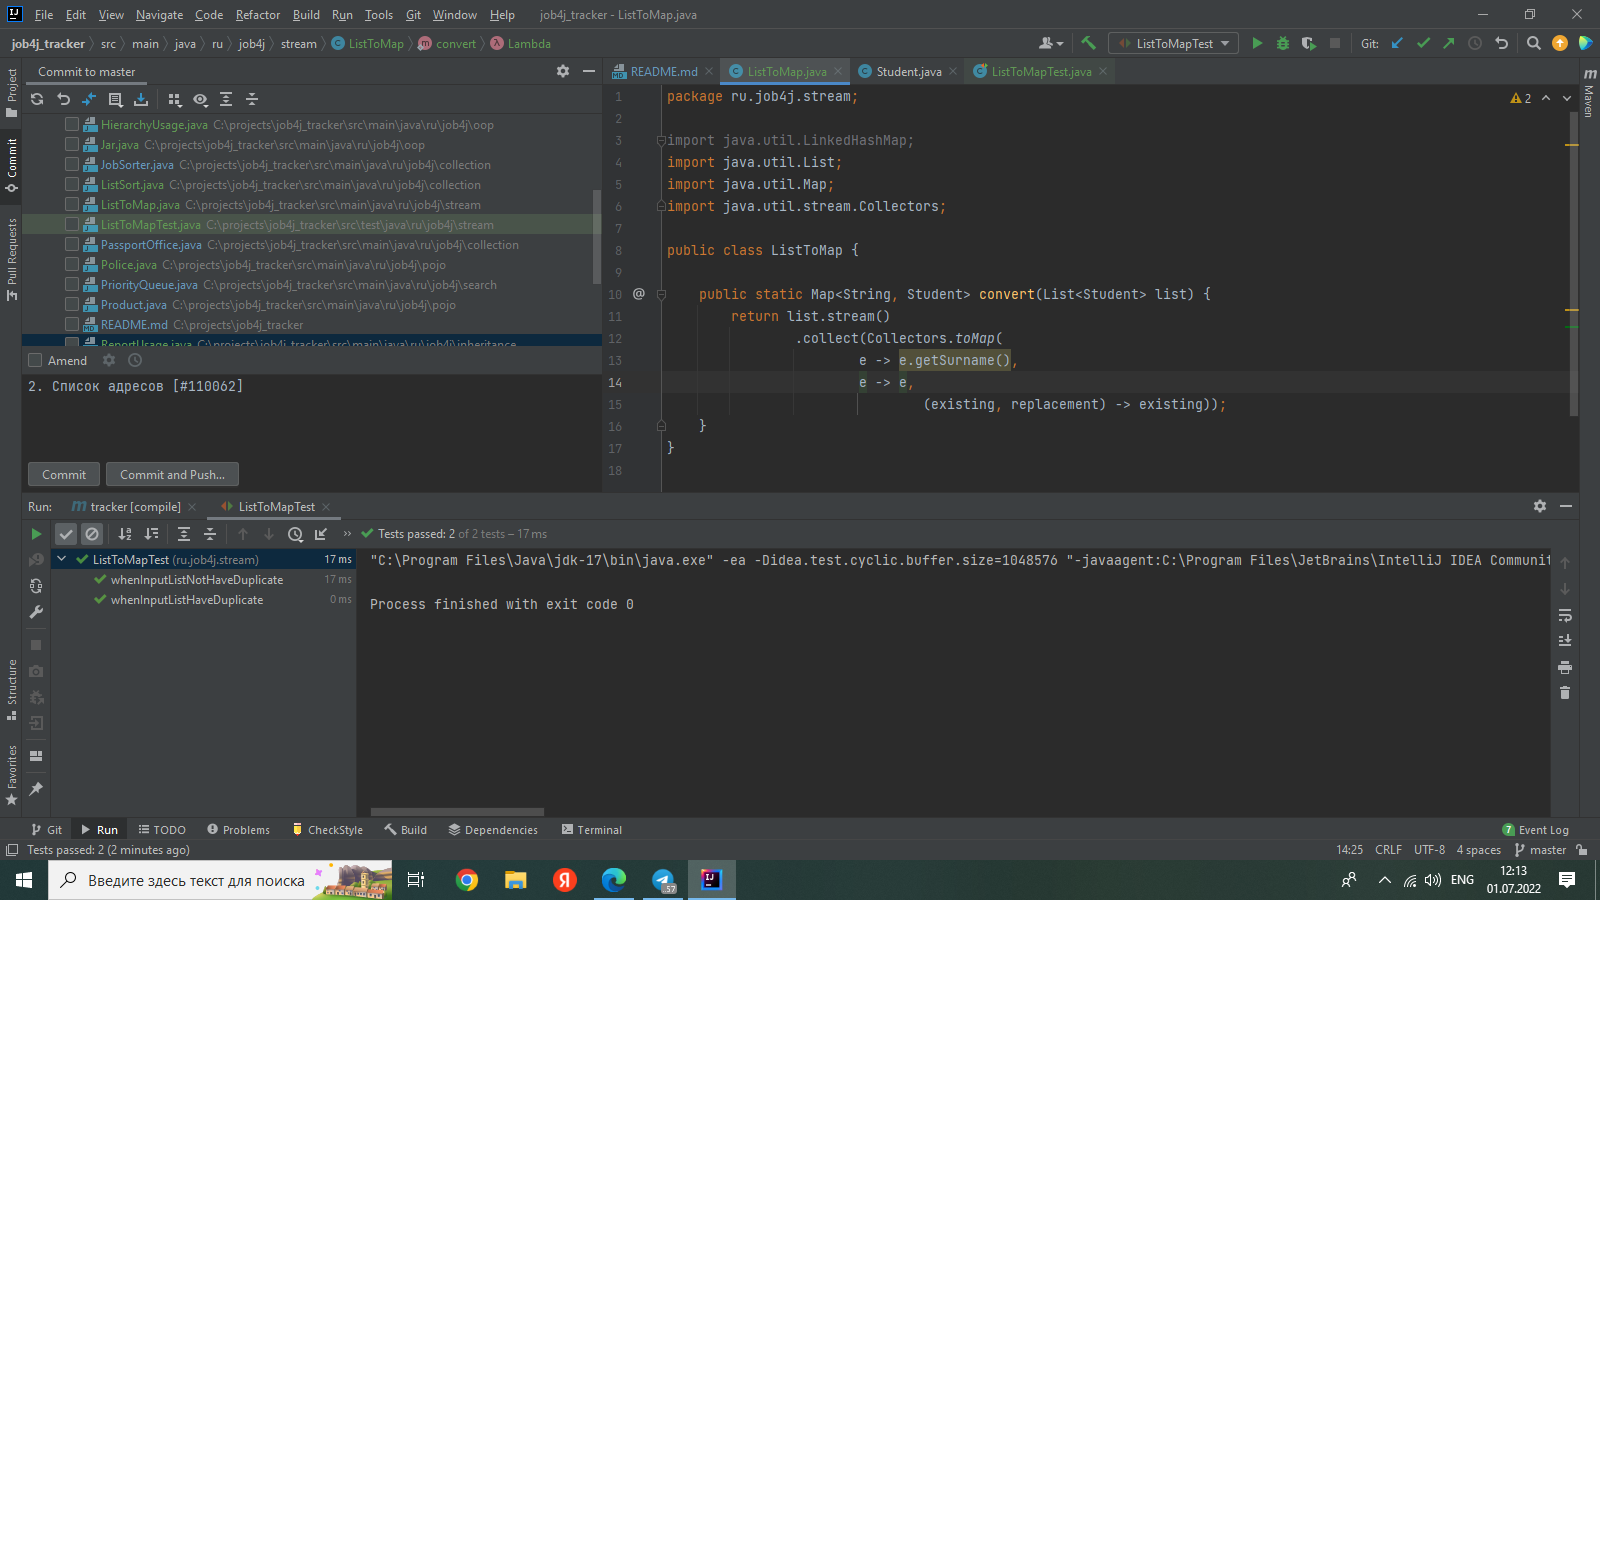 File Edit View Navigate Code Refactor Build Run Tools Git Window Help job4j_tracker - ListToMap.java
job4j_tracker src main java ru job4j stream ListToMap convert Lambda ListToMapTest Git:
Commit to master
HierarchyUsage.java C:\projects\job4j_tracker\src\main\java\ru\job4j\oop
Jar.java C:\projects\job4j_tracker\src\main\java\ru\job4j\oop
JobSorter.java C:\projects\job4j_tracker\src\main\java\ru\job4j\collection
ListSort.java C:\projects\job4j_tracker\src\main\java\ru\job4j\collection
ListToMap.java C:\projects\job4j_tracker\src\main\java\ru\job4j\stream
ListToMapTest.java C:\projects\job4j_tracker\src\test\java\ru\job4j\stream
PassportOffice.java C:\projects\job4j_tracker\src\main\java\ru\job4j\collection
Police.java C:\projects\job4j_tracker\src\main\java\ru\job4j\pojo
PriorityQueue.java C:\projects\job4j_tracker\src\main\java\ru\job4j\search
Product.java C:\projects\job4j_tracker\src\main\java\ru\job4j\pojo
README.md C:\projects\job4j_tracker
ReportUsage.java C:\projects\job4j_tracker\src\main\java\ru\job4j\inheritance
Amend
2. Список адресов [#110062]
Commit Commit and Push...
README.md ListToMap.java Student.java ListToMapTest.java
1 package ru.job4j.stream;
2
3 import java.util.LinkedHashMap;
4 import java.util.List;
5 import java.util.Map;
6 import java.util.stream.Collectors;
7
8 public class ListToMap {
9
10 @ public static Map<String, Student> convert(List<Student> list) {
11 return list.stream()
12 .collect(Collectors.toMap(
13 e -> e.getSurname(),
14 e -> e,
15 (existing, replacement) -> existing));
16 }
17 }
18
2
Project
Commit
Pull Requests
Structure
Favorites
Maven
Run: tracker [compile] ListToMapTest
Tests passed: 2 of 2 tests – 17 ms
ListToMapTest (ru.job4j.stream) 17 ms
whenInputListNotHaveDuplicate 17 ms
whenInputListHaveDuplicate 0 ms
"C:\Program Files\Java\jdk-17\bin\java.exe" -ea -Didea.test.cyclic.buffer.size=1048576 "-javaagent:C:\Program Files\JetBrains\IntelliJ IDEA Communit
Process finished with exit code 0
Git Run TODO Problems CheckStyle Build Dependencies Terminal 7 Event Log
Tests passed: 2 (2 minutes ago) 14:25 CRLF UTF-8 4 spaces master
Введите здесь текст для поиска Я .57 IJ ENG 12:13
01.07.2022